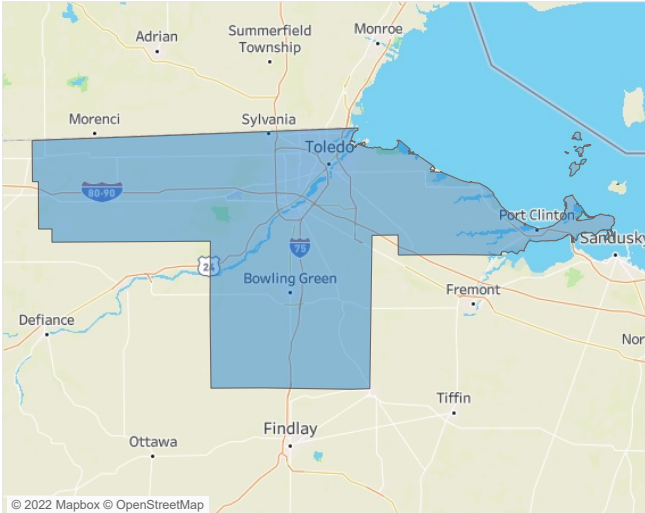 Adrian
Summerfield
Township
Monroe
Morenci
Sylvania
Toledo
80-90
Port Clinton
Sandusky
75
24
Bowling Green
Fremont
Defiance
Nor
Tiffin
Findlay
Ottawa
© 2022 Mapbox © OpenStreetMap